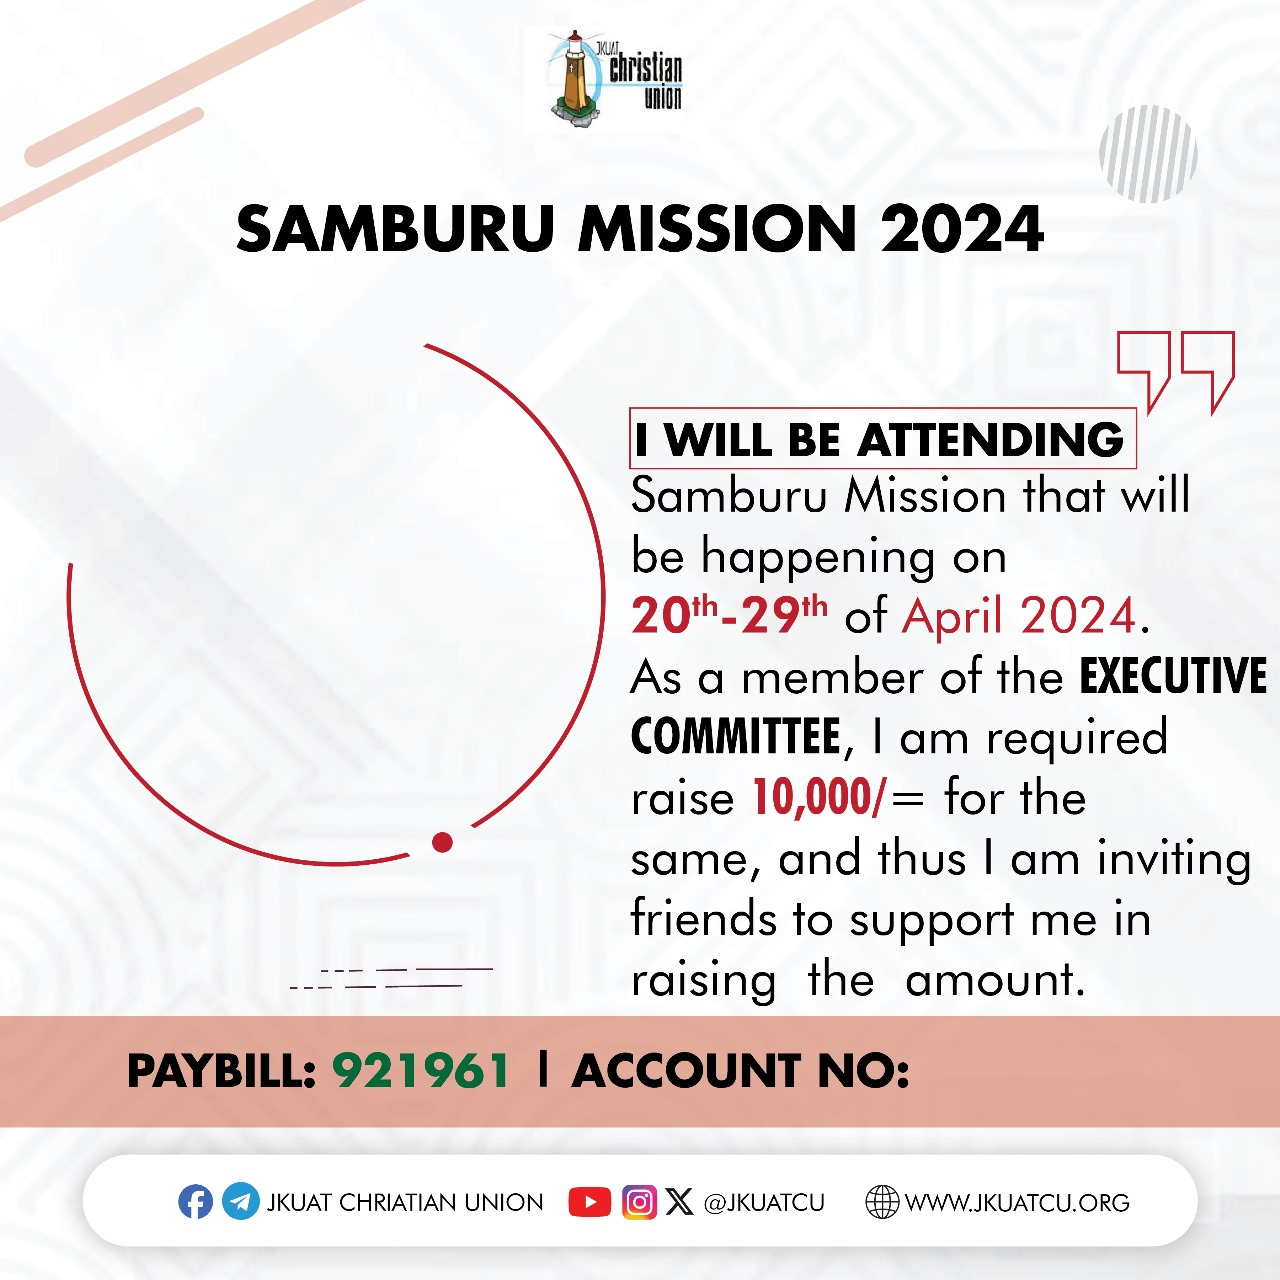 JKUAT
christian
union
SAMBURU MISSION 2024
I WILL BE ATTENDING
Samburu Mission that will
be happening on
20th-29th of April 2024.
As a member of the EXECUTIVE
COMMITTEE, I am required
raise 10,000/= for the
same, and thus I am inviting
friends to support me in
raising the amount.
PAYBILL: 921961 | ACCOUNT NO:
JKUAT CHRIATIAN UNION @JKUATCU WWW.JKUATCU.ORG